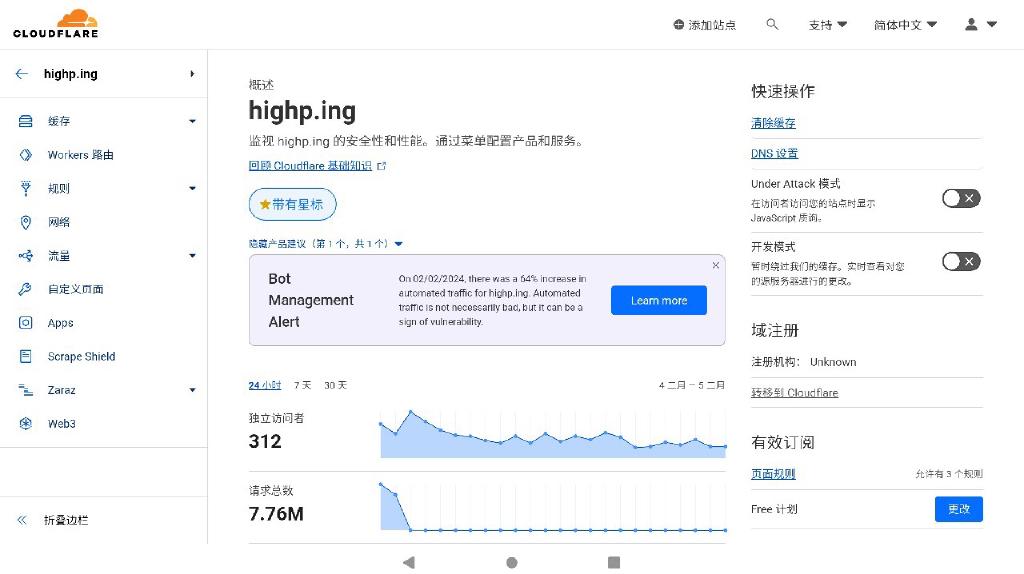 CLOUDFLARE
添加站点
支持
简体中文
highp.ing
缓存
Workers 路由
规则
网络
流量
自定义页面
Apps
Scrape Shield
Zaraz
Web3
折叠边栏
概述
highp.ing
监视 highp.ing 的安全性和性能。通过菜单配置产品和服务。
回顾 Cloudflare 基础知识
带有星标
隐藏产品建议（第 1 个，共 1 个）
Bot
Management
Alert
On 02/02/2024, there was a 64% increase in
automated traffic for highp.ing. Automated
traffic is not necessarily bad, but it can be a
sign of vulnerability.
Learn more
24 小时 7 天 30 天
4 二月 – 5 二月
独立访问者
312
请求总数
7.76M
快速操作
清除缓存
DNS 设置
Under Attack 模式
在访问者访问您的站点时显示
JavaScript 质询。
开发模式
暂时绕过我们的缓存。实时查看对您
的源服务器进行的更改。
域注册
注册机构： Unknown
转移到 Cloudflare
有效订阅
页面规则 允许有 3 个规则
Free 计划 更改